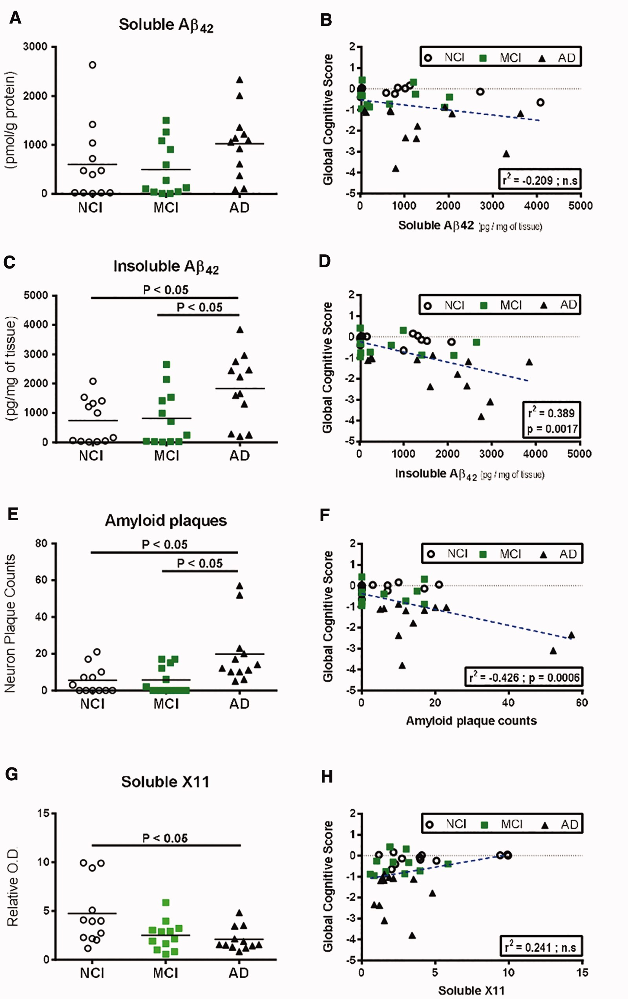 A
Soluble Aβ42
(pmol/g protein)
3000
2000
1000
0
NCI MCI AD
B
Global Cognitive Score
2
1
0
-1
-2
-3
-4
-5
NCI MCI AD
r2 = -0.209 ; n.s
0 1000 2000 3000 4000 5000
Soluble Aβ42 (pg / mg of tissue)
C
Insoluble Aβ42
(pg/mg of tissue)
P < 0.05
P < 0.05
5000
4000
3000
2000
1000
0
NCI MCI AD
D
Global Cognitive Score
2
1
0
-1
-2
-3
-4
-5
NCI MCI AD
r2 = 0.389
p = 0.0017
0 1000 2000 3000 4000 5000
Insoluble Aβ42 (pg / mg of tissue)
E
Amyloid plaques
Neuron Plaque Counts
P < 0.05
P < 0.05
80
60
40
20
0
NCI MCI AD
F
Global Cognitive Score
2
1
0
-1
-2
-3
-4
-5
NCI MCI AD
r2 = -0.426 ; p = 0.0006
0 20 40 60
Amyloid plaque counts
G
Soluble X11
Relative O.D.
P < 0.05
15
10
5
0
NCI MCI AD
H
Global Cognitive Score
2
1
0
-1
-2
-3
-4
-5
NCI MCI AD
r2 = 0.241 ; n.s
0 5 10 15
Soluble X11